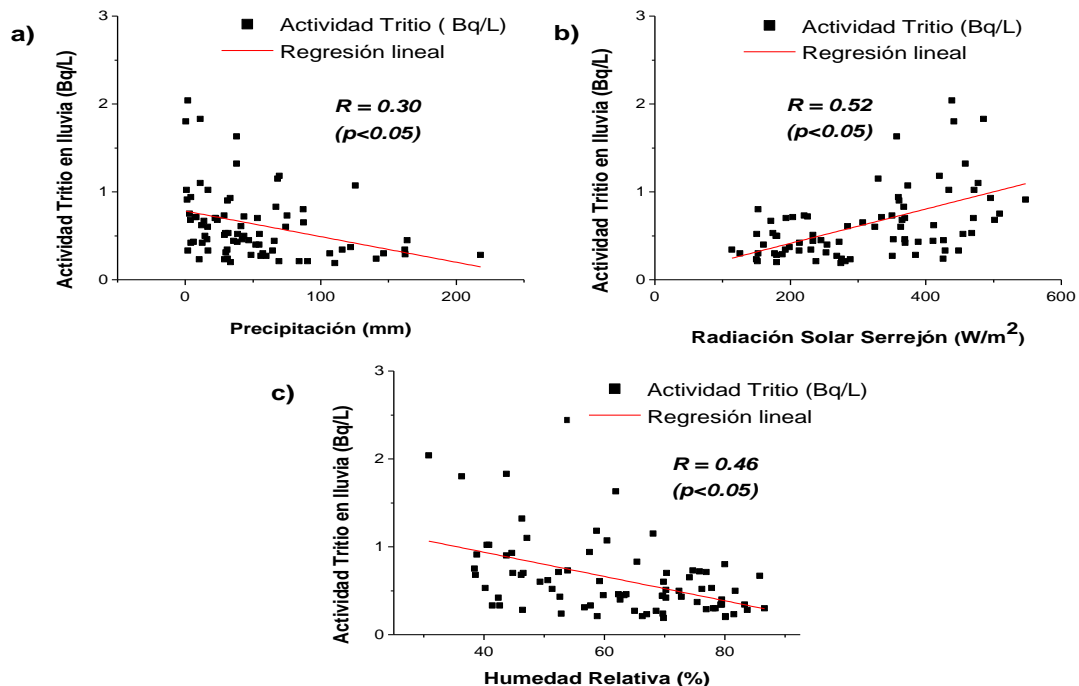 a)
Actividad Tritio ( Bq/L)
Regresión lineal
R = 0.30
(p<0.05)
Actividad Tritio en lluvia (Bq/L)
3
2
1
0
0
100
200
Precipitación (mm)
b)
Actividad Tritio (Bq/L)
Regresión lineal
R = 0.52
(p<0.05)
Actividad Tritio en lluvia (Bq/L)
3
2
1
0
0
200
400
600
Radiación Solar Serrejón (W/m²)
c)
Actividad Tritio (Bq/L)
Regresión lineal
R = 0.46
(p<0.05)
Actividad Tritio en lluvia (Bq/L)
3
2
1
0
40
60
80
Humedad Relativa (%)